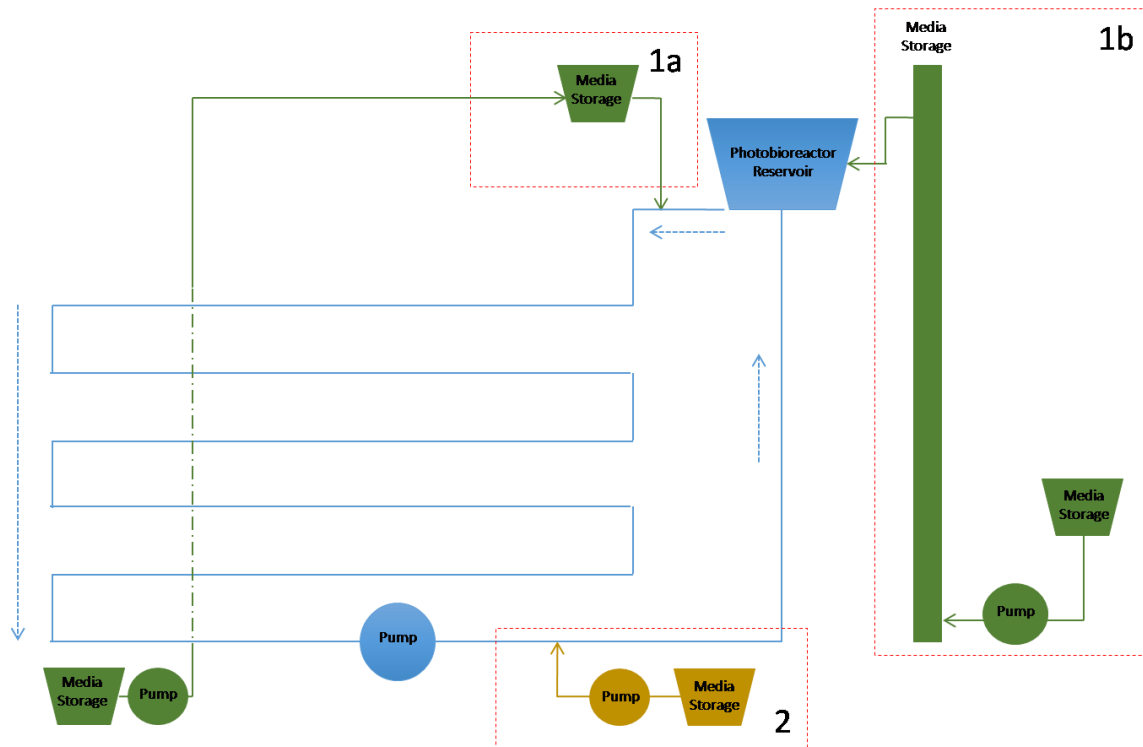 1a
Media
Storage
Media
Storage
1b
Photobioreactor
Reservoir
Media
Storage
Pump
Pump
Media
Storage
Pump
Pump
Media
Storage
2